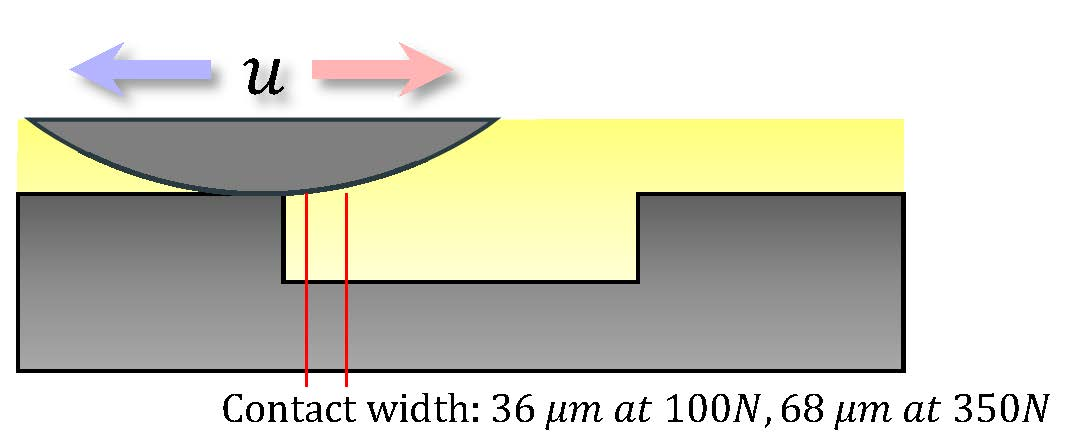 u
Contact width: 36 μm at 100N, 68 μm at 350N